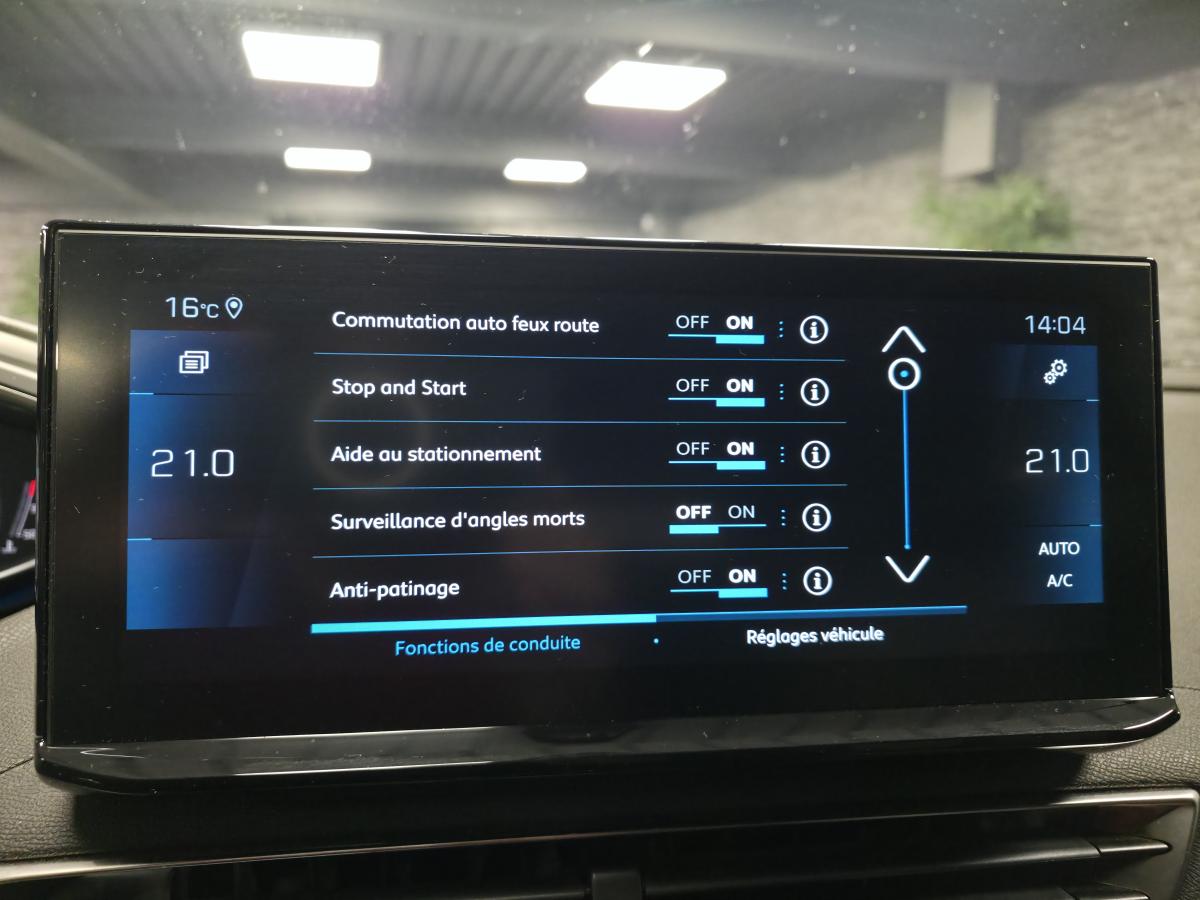 16°C
14:04
Commutation auto feux route OFF ON
Stop and Start OFF ON
Aide au stationnement OFF ON
Surveillance d'angles morts OFF ON
Anti-patinage OFF ON
21.0
21.0
AUTO
A/C
Fonctions de conduite
Réglages véhicule